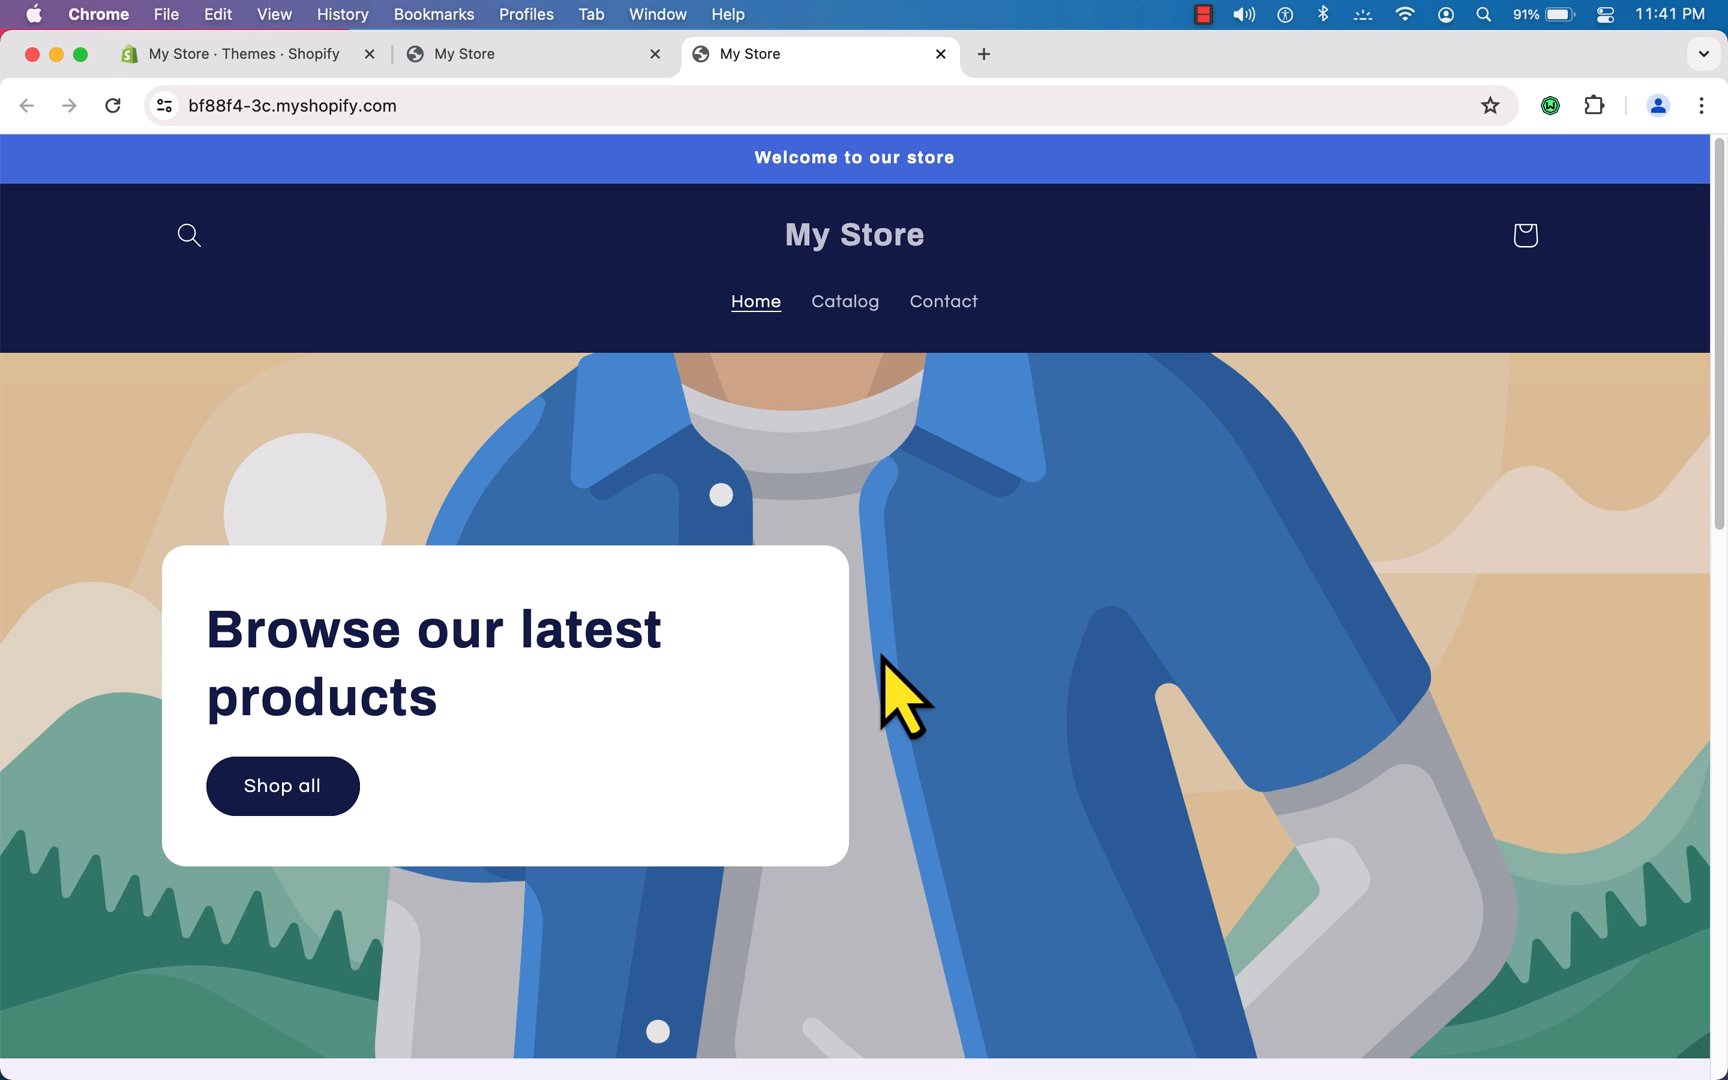 Chrome File Edit View History Bookmarks Profiles Tab Window Help 91% 11:41 PM
My Store · Themes · Shopify My Store My Store
bf88f4-3c.myshopify.com
Welcome to our store
My Store
Home Catalog Contact
Browse our latest
products
Shop all